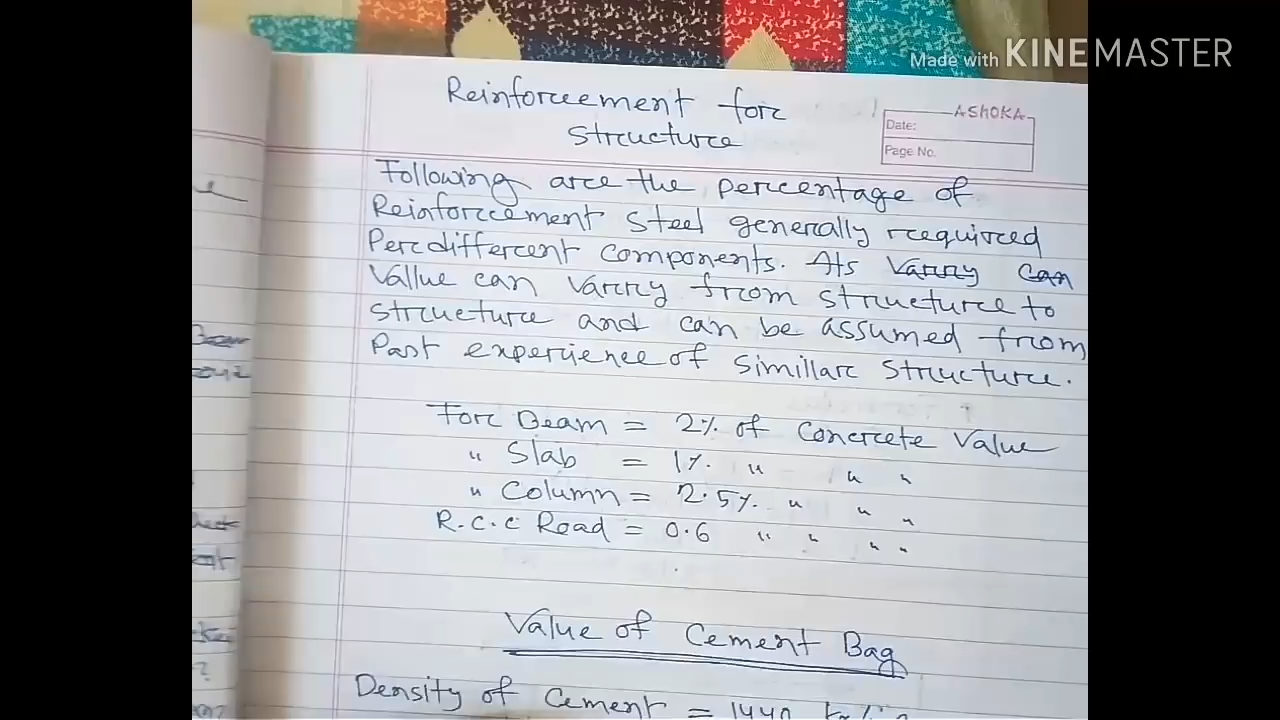 Made with KINEMASTER
Reinforcement for
structure
ASHOKA
Date:
Page No.
Following are the percentage of
Reinforcement steel generally required
Per different components. Its Varry can
Vallue can varry from structure to
structure and can be assumed from
Past experience of Simillar Structure.
For Beam = 2% of Concrete Value
" Slab = 1% " " "
" Column = 2.5% " " "
R.C.C Road = 0.6 " " " "
Value of Cement Bag
Density of Cement = 1440